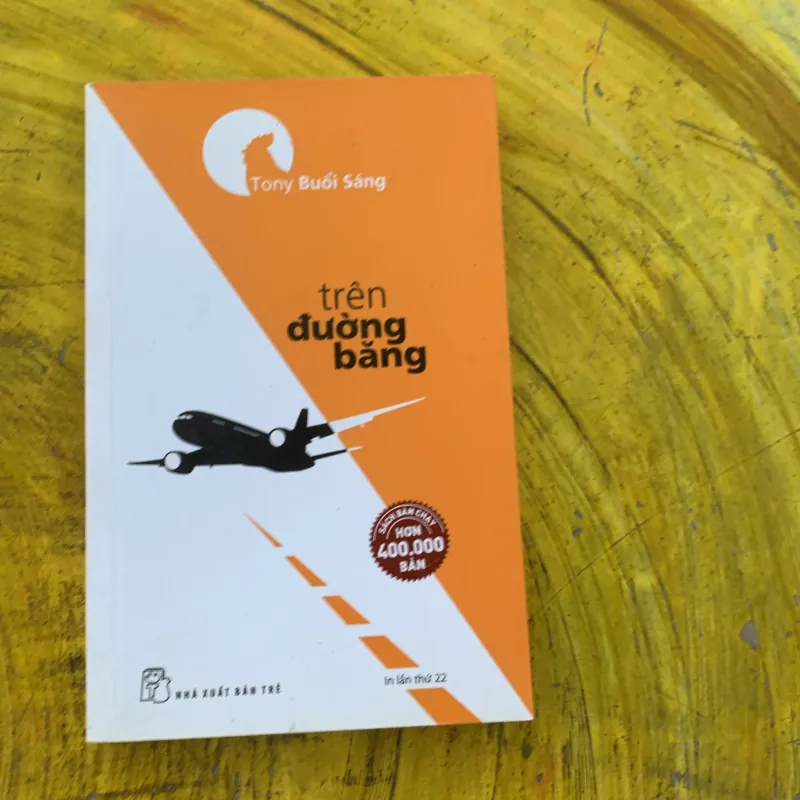 Tony Buổi Sáng
trên
đường
băng
SÁCH BÁN CHẠY
HƠN
400.000
BẢN
NHÀ XUẤT BẢN TRẺ
In lần thứ 22